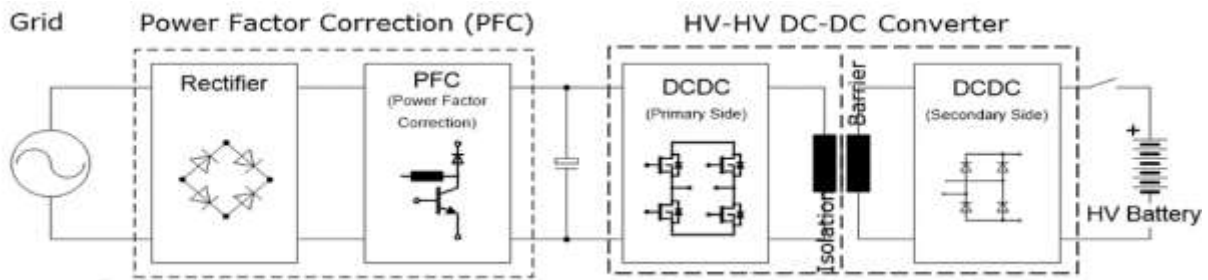 Grid
Power Factor Correction (PFC)
HV-HV DC-DC Converter
Rectifier
PFC
(Power Factor
Correction)
DCDC
(Primary Side)
Isolation
Barrier
DCDC
(Secondary Side)
+
HV Battery